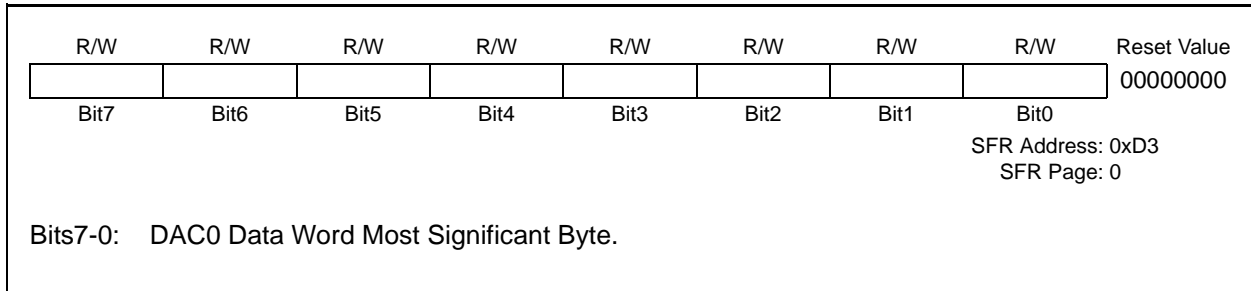 R/W R/W R/W R/W R/W R/W R/W R/W Reset Value
00000000
Bit7 Bit6 Bit5 Bit4 Bit3 Bit2 Bit1 Bit0
SFR Address: 0xD3
SFR Page: 0
Bits7-0: DAC0 Data Word Most Significant Byte.